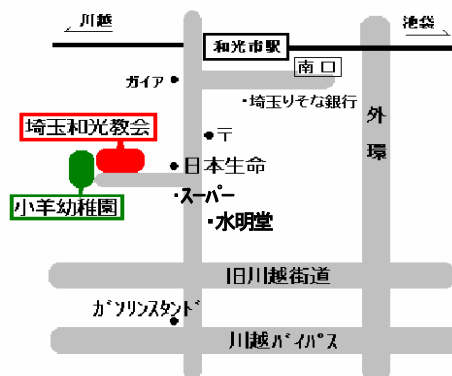 川越
池袋
和光市駅
南口
ガイア
・埼玉りそな銀行
外環
埼玉和光教会
〒
日本生命
小羊幼稚園
・スーパー
・水明堂
旧川越街道
ガソリンスタンド
川越バイパス